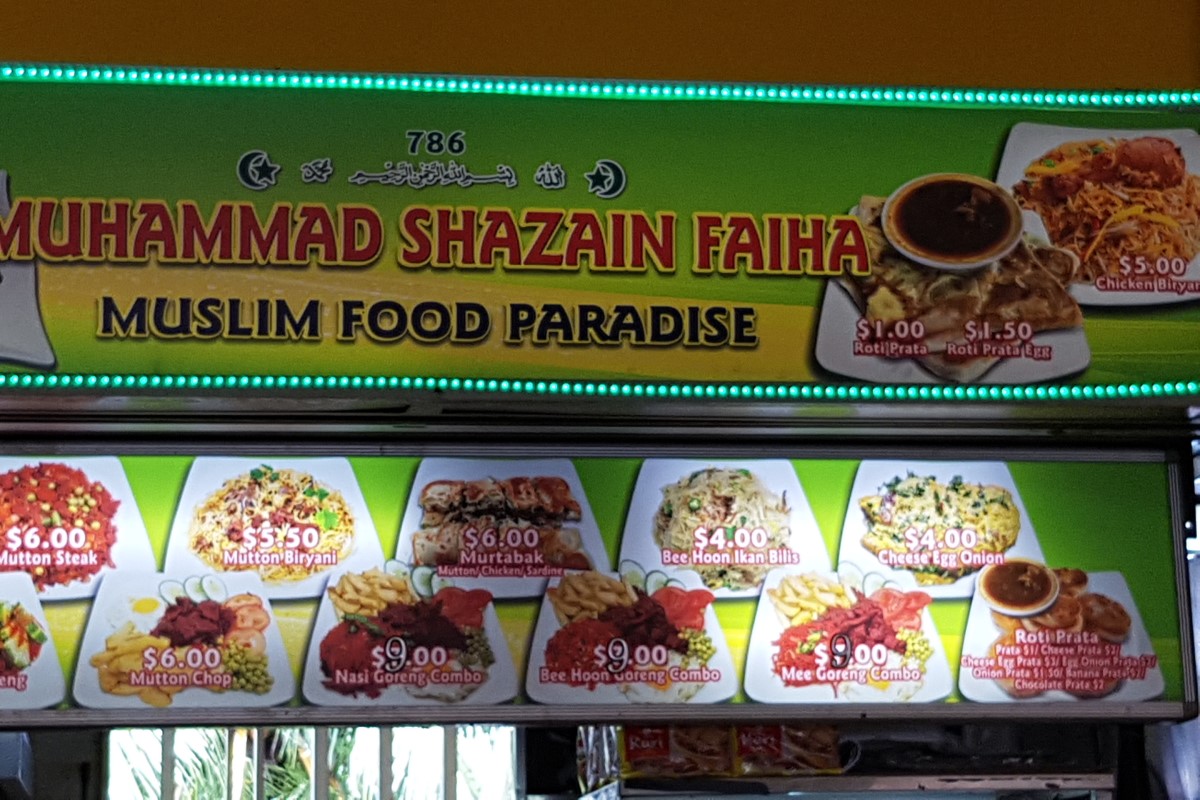 786
محمد بسم الله الرحمن الرحيم الله
MUHAMMAD SHAZAIN FAIHA
MUSLIM FOOD PARADISE
$5.00
Chicken Biryan
$1.00 $1.50
Roti Prata Roti Prata Egg
$6.00
Mutton Steak
$5.50
Mutton Biryani
$6.00
Murtabak
Mutton/Chicken/Sardine
$4.00
Bee Hoon Ikan Bilis
$4.00
Cheese Egg Onion
eng
$6.00
Mutton Chop
$9.00
Nasi Goreng Combo
$9.00
Bee Hoon Goreng Combo
$9.00
Mee Goreng Combo
Roti Prata
Prata $1/ Cheese Prata $2/
Cheese Egg Prata $3/ Egg Onion Prata $2/
Onion Prata $1.50/ Banana Prata $2/
Chocolate Prata $2